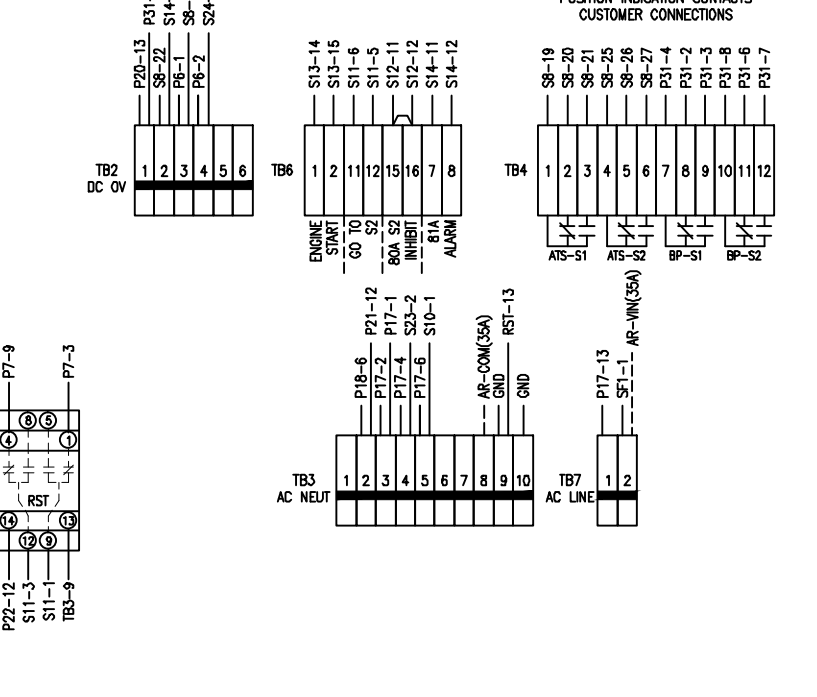 CUSTOMER CONNECTIONS
P20-13
S8-22
P6-1
P6-2
S13-14
S13-15
S11-6
S11-5
S12-11
S12-12
S14-11
S14-12
S8-19
S8-20
S8-21
S8-25
S8-26
S8-27
P31-4
P31-2
P31-3
P31-8
P31-6
P31-7
TB2
DC 0V
1 2 3 4 5 6
TB6
1 2 11 12 15 16 7 8
TB4
1 2 3 4 5 6 7 8 9 10 11 12
ENGINE
START
GO TO
S2
80A S2
INHIBIT
81A
ALARM
ATS-S1
ATS-S2
BP-S1
BP-S2
P18-6
P21-12
P17-2
P17-1
P17-4
S23-2
P17-6
S10-1
AR-COM(35A)
GND
RST-13
GND
P17-13
SF1-1
AR-VIN(35A)
TB3
AC NEUT
1 2 3 4 5 6 7 8 9 10
TB7
AC LINE
1 2
P7-9
P7-3
8 5
4 1
RST
14 13
12 9
P22-12
S11-3
S11-1
TB3-9